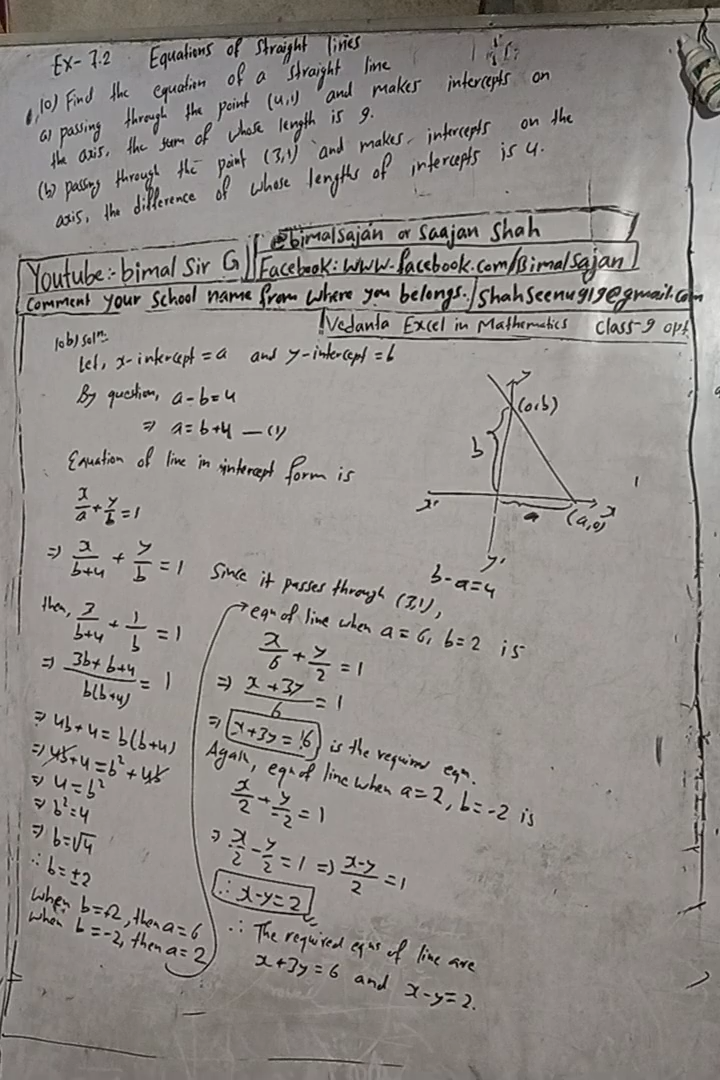 Ex- 7.2 Equations of straight lines
10) Find the equation of a straight line
a) passing through the point (4,1) and makes intercepts on
the axis, the sum of whose length is 9.
(b) passing through the point (3,1) and makes intercepts on the
axis, the difference of whose lengths of intercepts is 4.
@bimalsajan or Saajan Shah
Youtube:- bimal Sir G
Facebook: www.facebook.com/Bimalsajan
Comment your School name from where you belongs. / Shahseenu919@gmail.com
Vedanta Excel in Mathematics Class-9 opt
10b) solⁿ:
Let, x-intercept = a and y-intercept = b
By question, a-b=4
⇒ a=b+4 —(1)
Equation of line in intercept form is
x/a + y/b = 1
⇒ x/(b+4) + y/b = 1
Since it passes through (3,1),
then, 3/(b+4) + 1/b = 1
⇒ (3b+b+4)/(b(b+4)) = 1
⇒ 4b+4=b(b+4)
⇒ 4b+4=b²+4b
⇒ 4=b²
⇒ b²=4
⇒ b=√4
∴ b=±2
when b=+2, then a=6
when b=-2, then a=2
y
(0,b)
b
x'
a
(a,0)
x
y'
b-a=4
eqn of line when a=6, b=2 is
x/6 + y/2 = 1
⇒ (x+3y)/6 = 1
⇒ x+3y=6 is the required eqn.
Again, eqn of line when a=2, b=-2 is
x/2 + y/-2 = 1
⇒ x/2 - y/2 = 1 ⇒ (x-y)/2 = 1
∴ x-y=2
∴ The required eqns of line are
x+3y=6 and x-y=2.